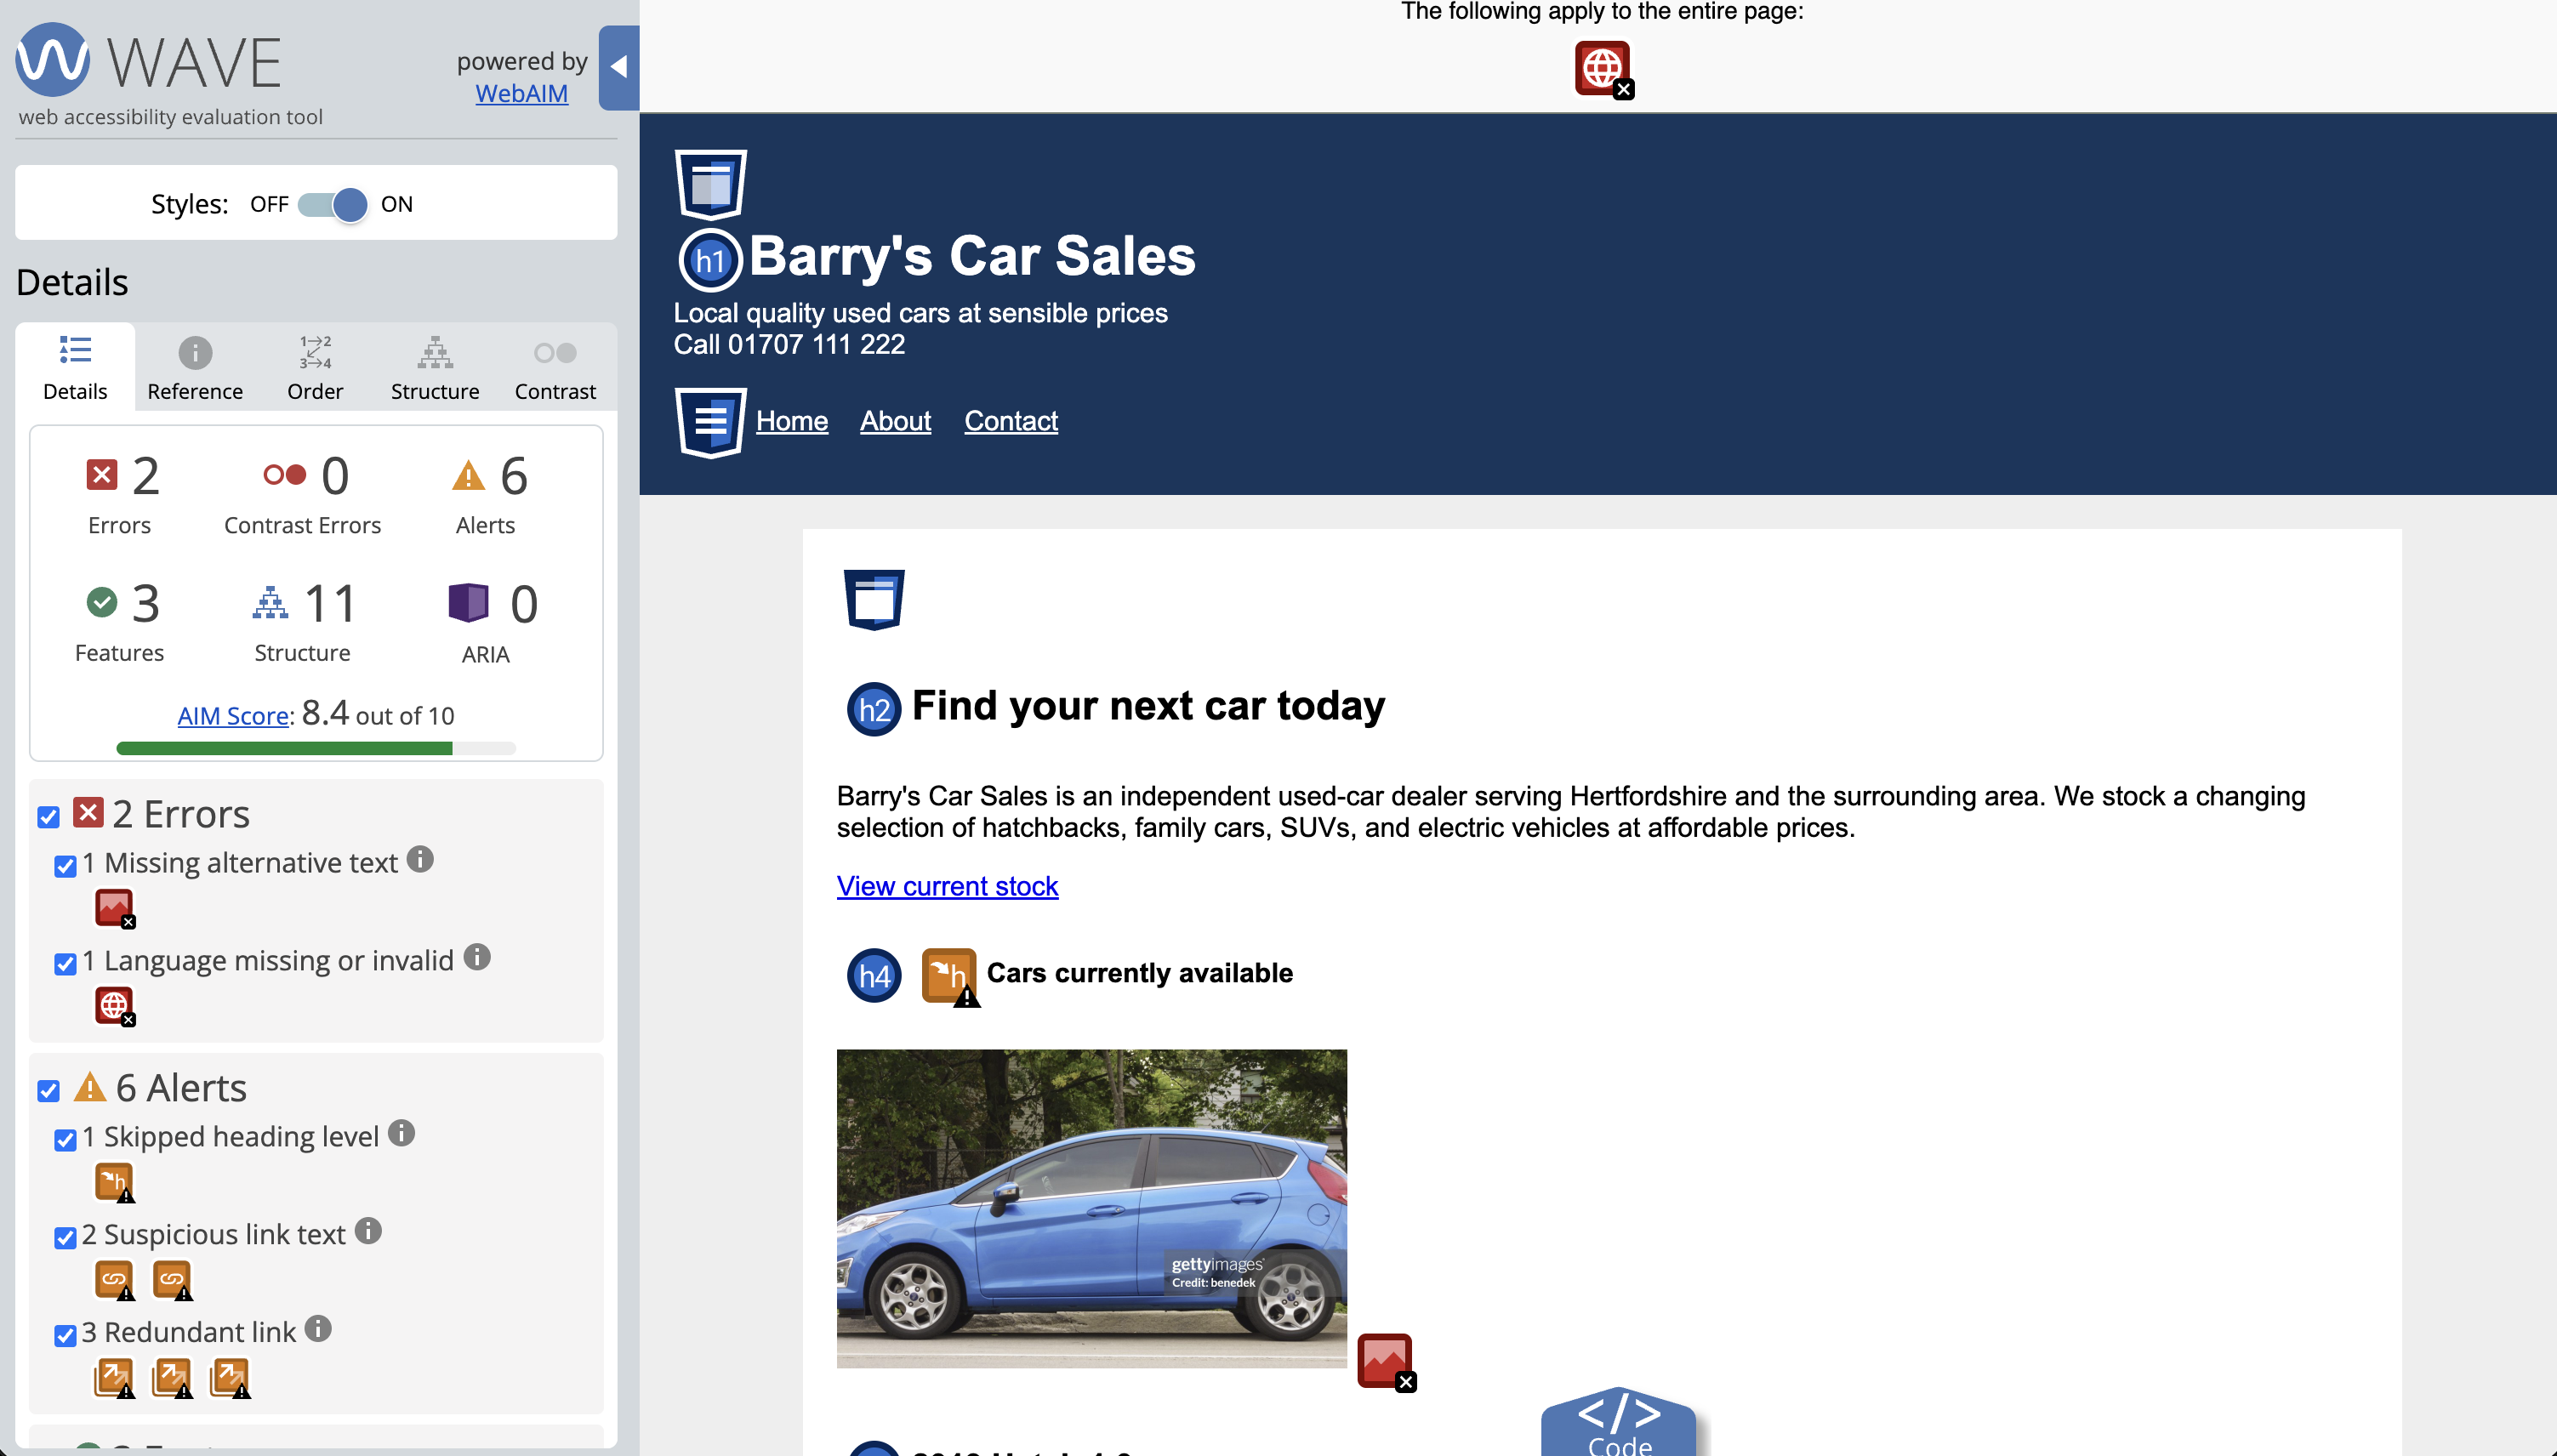 WAVE
powered by
WebAIM
web accessibility evaluation tool
Styles: OFF ON
Details
1→2
3→4
Details Reference Order Structure Contrast
2 0 6
Errors Contrast Errors Alerts
3 11 0
Features Structure ARIA
AIM Score: 8.4 out of 10
2 Errors
1 Missing alternative text
1 Language missing or invalid
6 Alerts
1 Skipped heading level
h
2 Suspicious link text
3 Redundant link
The following apply to the entire page:
h1 Barry's Car Sales
Local quality used cars at sensible prices
Call 01707 111 222
Home About Contact
h2 Find your next car today
Barry's Car Sales is an independent used-car dealer serving Hertfordshire and the surrounding area. We stock a changing
selection of hatchbacks, family cars, SUVs, and electric vehicles at affordable prices.
View current stock
h4 h Cars currently available
gettyimages
Credit: benedek
</>
Code